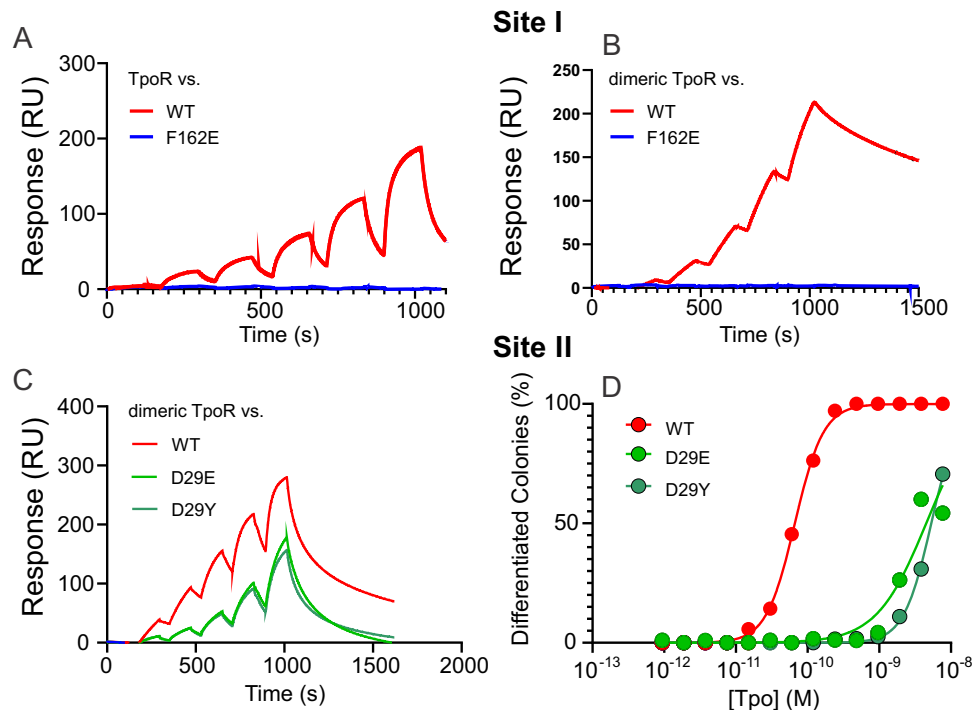 Site I
A
B
Response (RU)
300
200
100
0
TpoR vs.
WT
F162E
0
500
1000
Time (s)
Response (RU)
250
200
150
100
50
0
dimeric TpoR vs.
WT
F162E
0
500
1000
1500
Time (s)
Site II
C
D
Response (RU)
400
300
200
100
0
dimeric TpoR vs.
WT
D29E
D29Y
0
500
1000
1500
2000
Time (s)
Differentiated Colonies (%)
100
50
0
WT
D29E
D29Y
10⁻¹³
10⁻¹²
10⁻¹¹
10⁻¹⁰
10⁻⁹
10⁻⁸
[Tpo] (M)